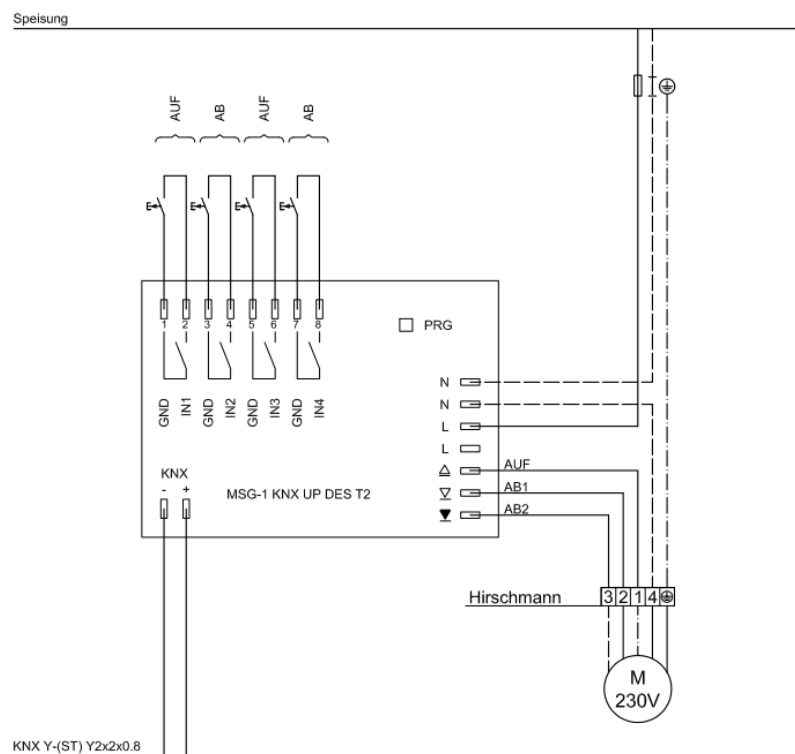 Speisung
AUF AB AUF AB
1 2 3 4 5 6 7 8
PRG
GND IN1 GND IN2 GND IN3 GND IN4
N
N
L
L
AUF
AB1
AB2
KNX
- +
MSG-1 KNX UP DES T2
Hirschmann 3 2 1 4
M
230V
KNX Y-(ST) Y2x2x0.8